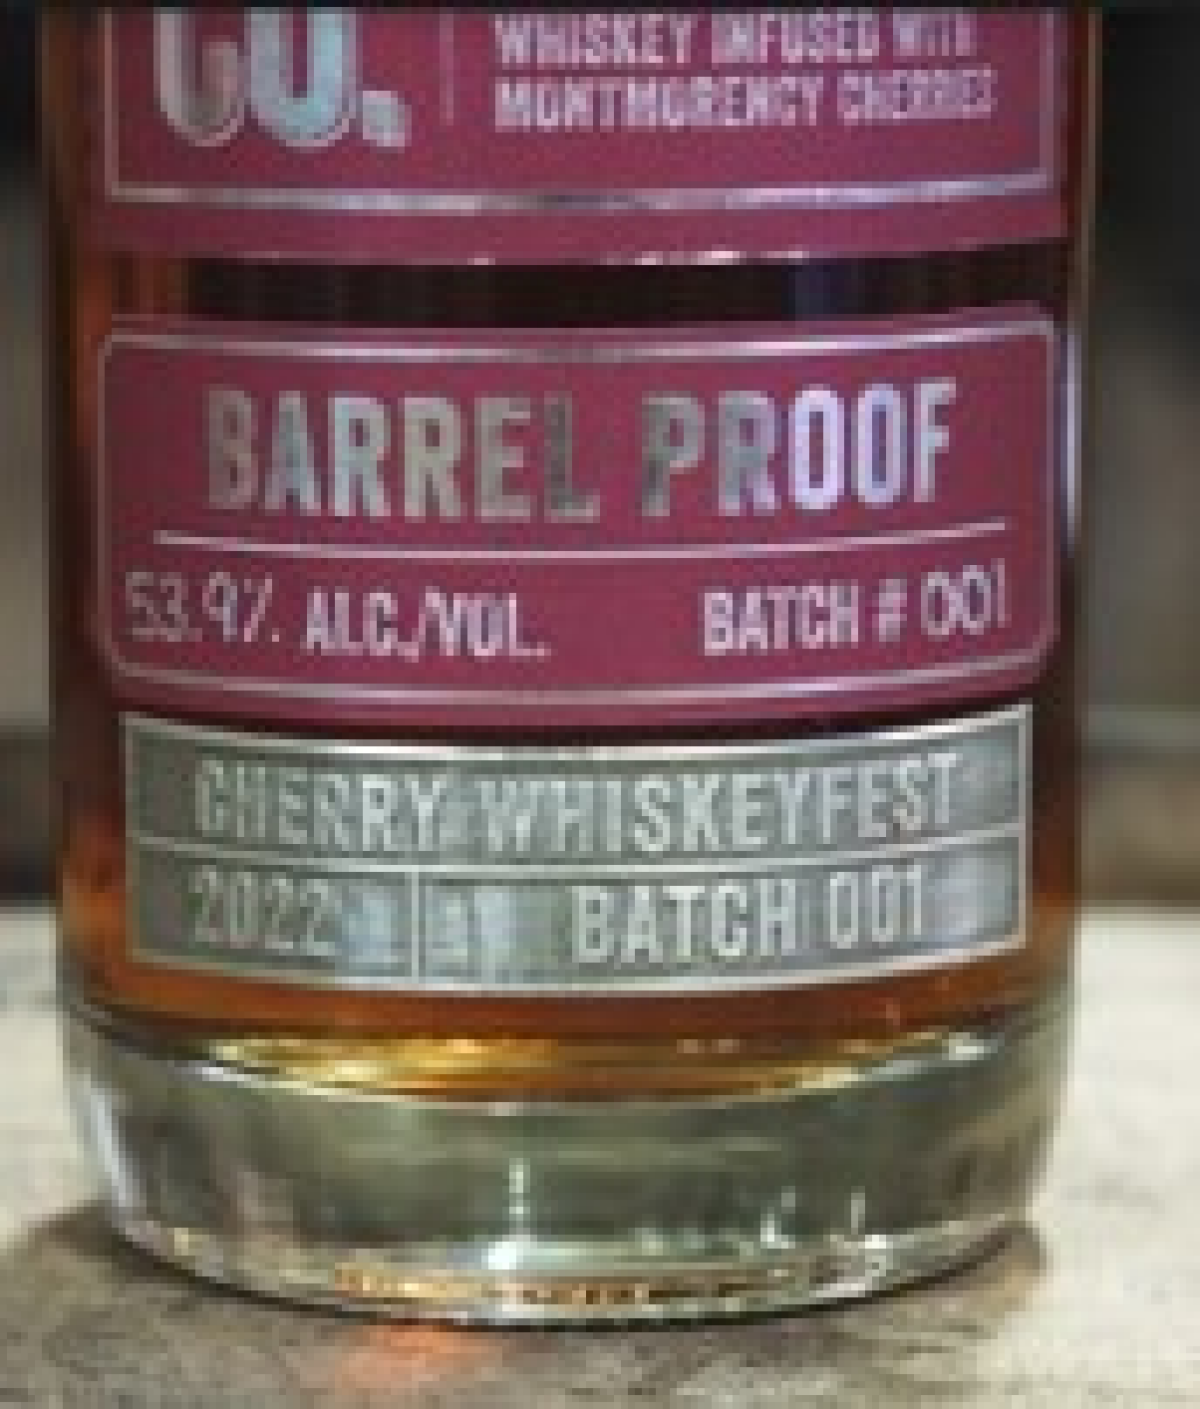 CO.
WHISKEY INFUSED WITH
MONTMORENCY CHERRIES
BARREL PROOF
53.9% ALC./VOL.
BATCH # 001
CHERRY WHISKEYFEST
2022
BATCH 001